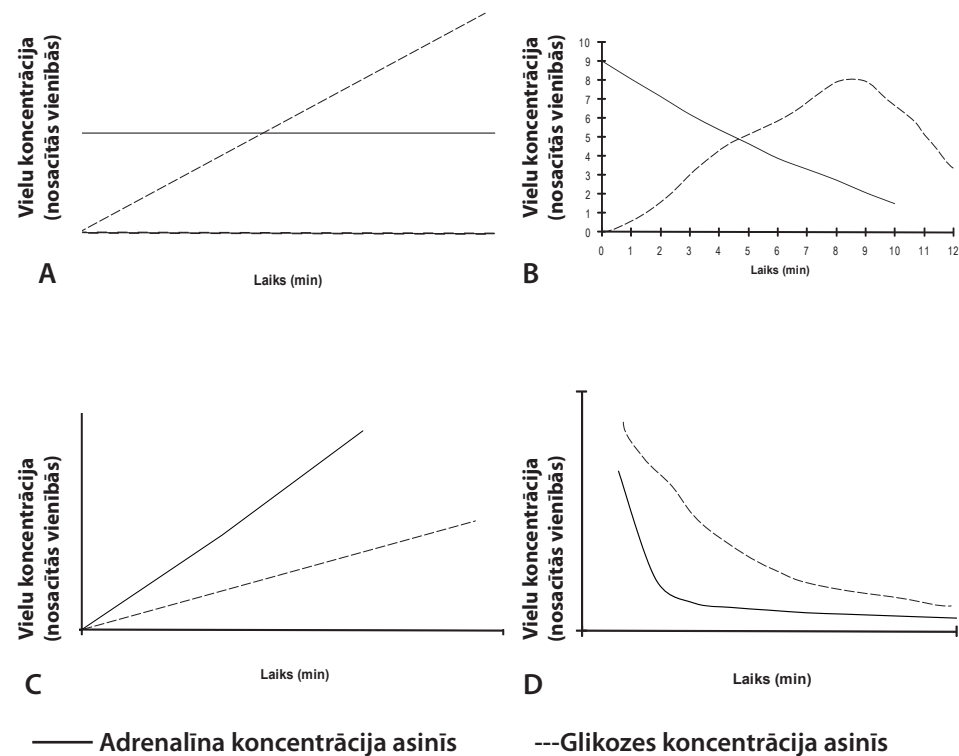 Vielu koncentrācija
(nosacītās vienībās)
A
Laiks (min)
Vielu koncentrācija
(nosacītās vienībās)
10
9
8
7
6
5
4
3
2
1
0
0 1 2 3 4 5 6 7 8 9 10 11 12
B
Laiks (min)
Vielu koncentrācija
(nosacītās vienībās)
C
Laiks (min)
Vielu koncentrācija
(nosacītās vienībās)
D
Laiks (min)
Adrenalīna koncentrācija asinīs
---Glikozes koncentrācija asinīs